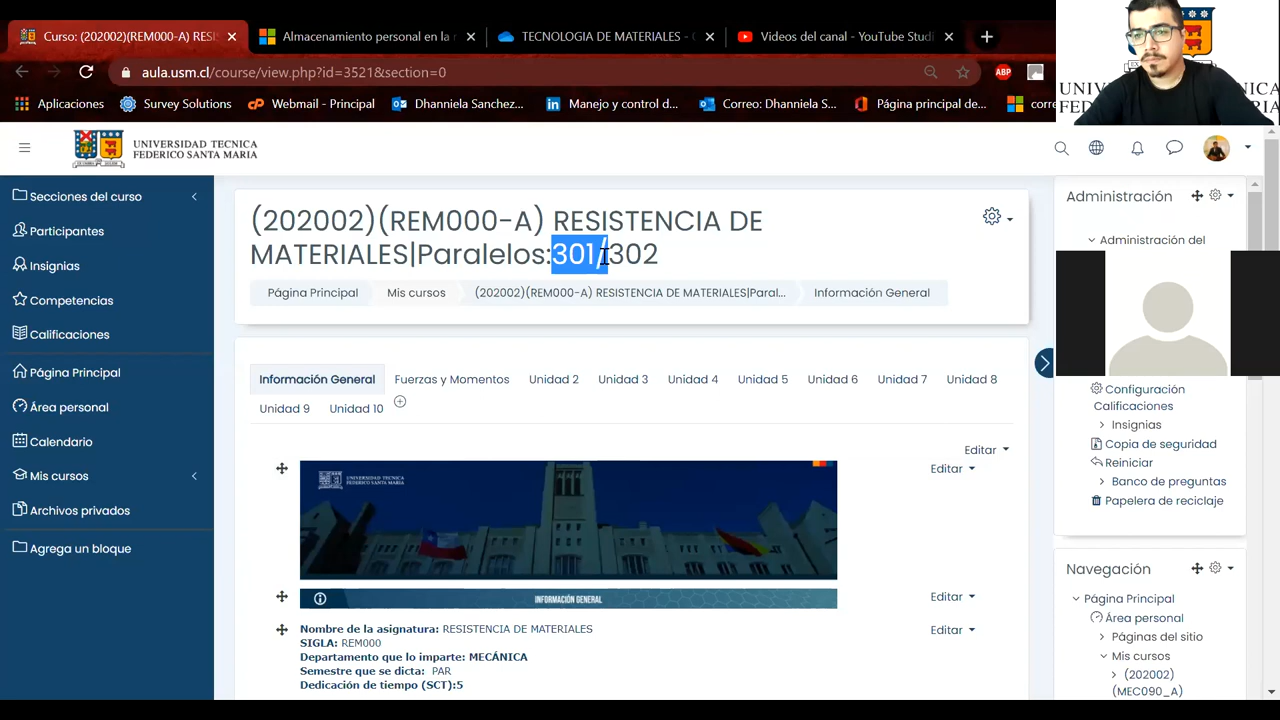 Curso: (202002)(REM000-A) RES
Almacenamiento personal en la n
TECNOLOGIA DE MATERIALES - 
Videos del canal - YouTube Studi
aula.usm.cl/course/view.php?id=3521&section=0
ABP
Aplicaciones
Survey Solutions
Webmail - Principal
Dhanniela Sanchez...
Manejo y control d...
Correo: Dhanniela S...
Página principal de...
corre
UNIVERSIDAD TECNICA
FEDERICO SANTA MARIA
Secciones del curso
Participantes
Insignias
Competencias
Calificaciones
Página Principal
Área personal
Calendario
Mis cursos
Archivos privados
Agrega un bloque
(202002)(REM000-A) RESISTENCIA DE
MATERIALES|Paralelos:301/302
Página Principal
Mis cursos
(202002)(REM000-A) RESISTENCIA DE MATERIALES|Paral...
Información General
Información General
Fuerzas y Momentos
Unidad 2
Unidad 3
Unidad 4
Unidad 5
Unidad 6
Unidad 7
Unidad 8
Unidad 9
Unidad 10
Editar
Editar
UNIVERSIDAD TECNICA
FEDERICO SANTA MARIA
INFORMACIÓN GENERAL
Editar
Nombre de la asignatura: RESISTENCIA DE MATERIALES
Editar
SIGLA: REM000
Departamento que lo imparte: MECÁNICA
Semestre que se dicta: PAR
Dedicación de tiempo (SCT):5
Administración
Administración del
Configuración
Calificaciones
Insignias
Copia de seguridad
Reiniciar
Banco de preguntas
Papelera de reciclaje
Navegación
Página Principal
Área personal
Páginas del sitio
Mis cursos
(202002)
(MEC090_A)